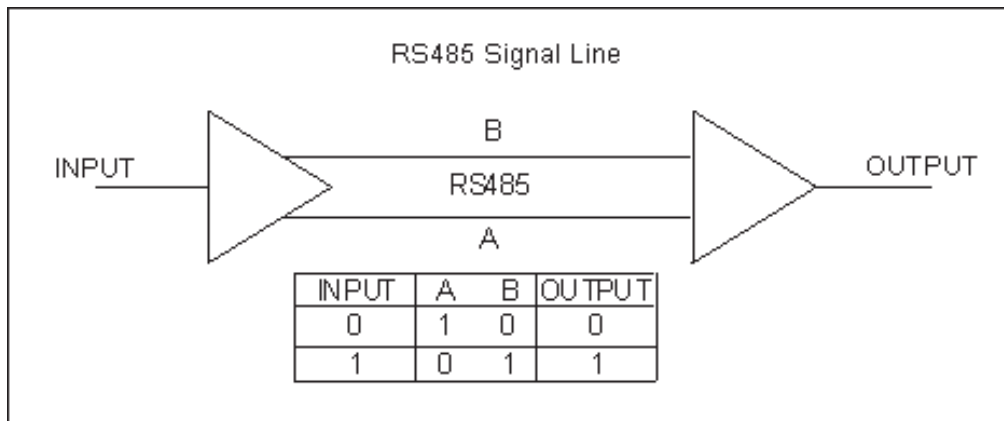 RS485 Signal Line
B
INPUT
OUTPUT
RS485
A
INPUT A B OUTPUT
0 1 0 0
1 0 1 1